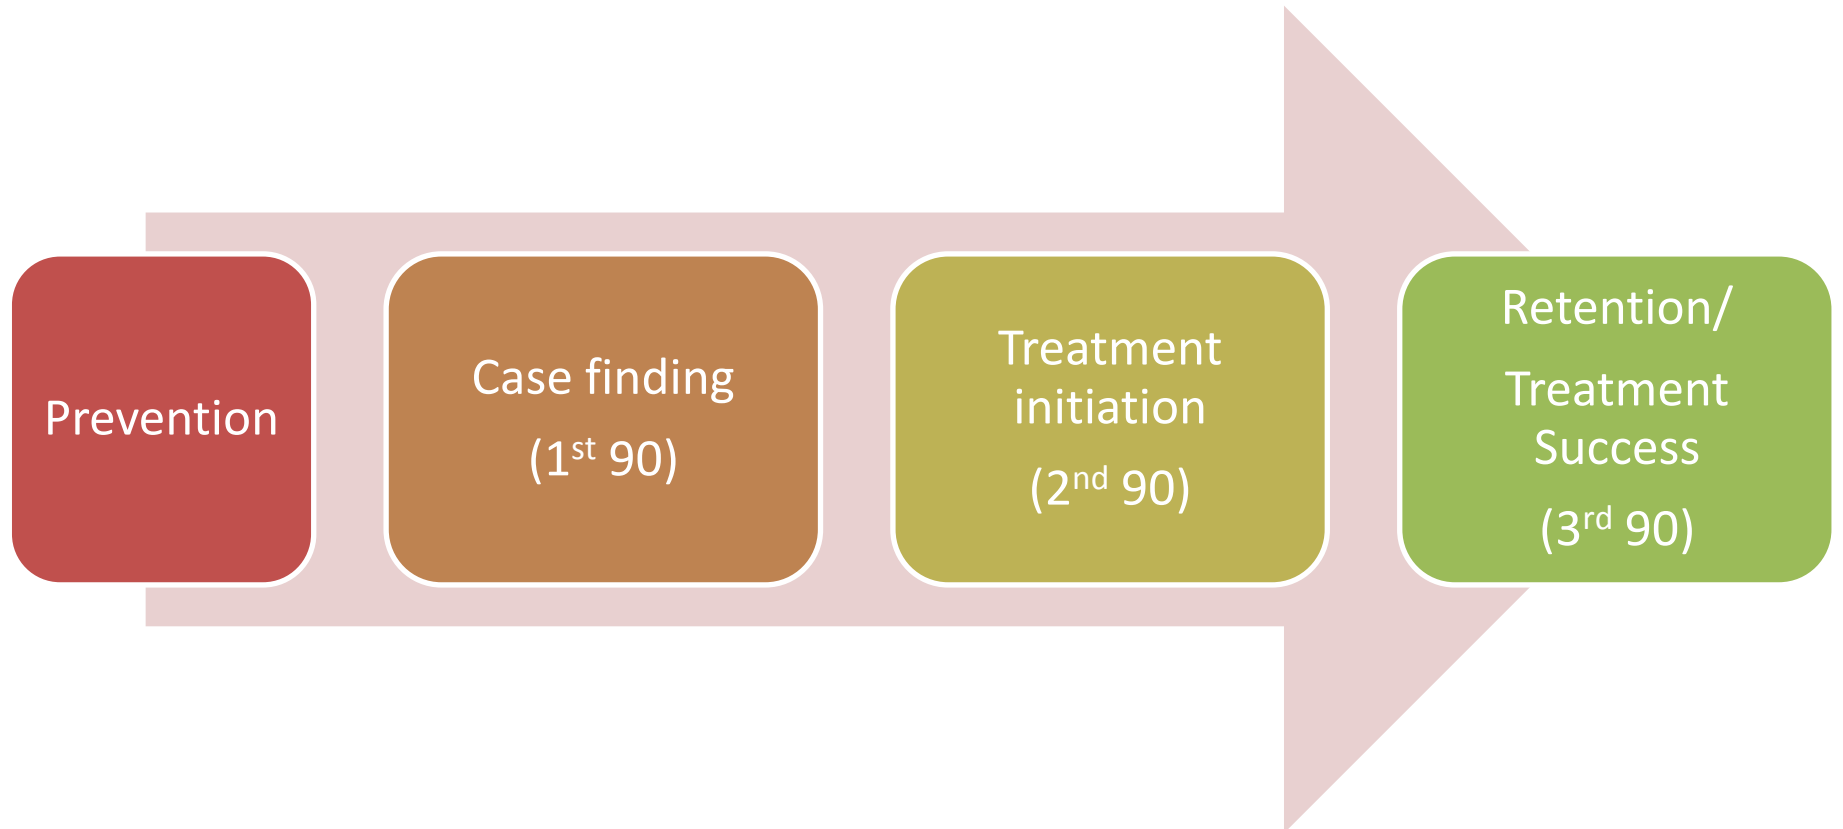 Prevention
Case finding
(1st 90)
Treatment
initiation
(2nd 90)
Retention/
Treatment
Success
(3rd 90)